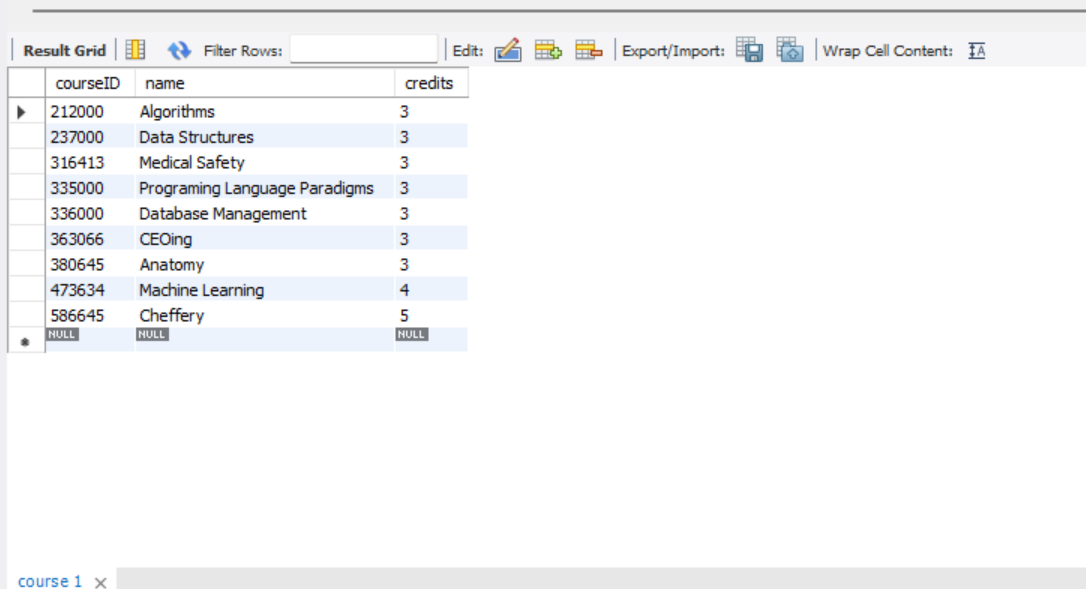 Result Grid Filter Rows: Edit: Export/Import: Wrap Cell Content: IA
courseID name credits
212000 Algorithms 3
237000 Data Structures 3
316413 Medical Safety 3
335000 Programing Language Paradigms 3
336000 Database Management 3
363066 CEOing 3
380645 Anatomy 3
473634 Machine Learning 4
586645 Cheffery 5
NULL NULL NULL
course 1